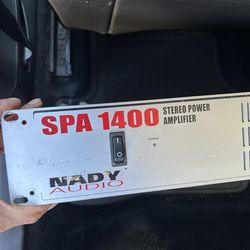 SPA 1400
STEREO POWER
AMPLIFIER
POWER
NADY
AUDIO